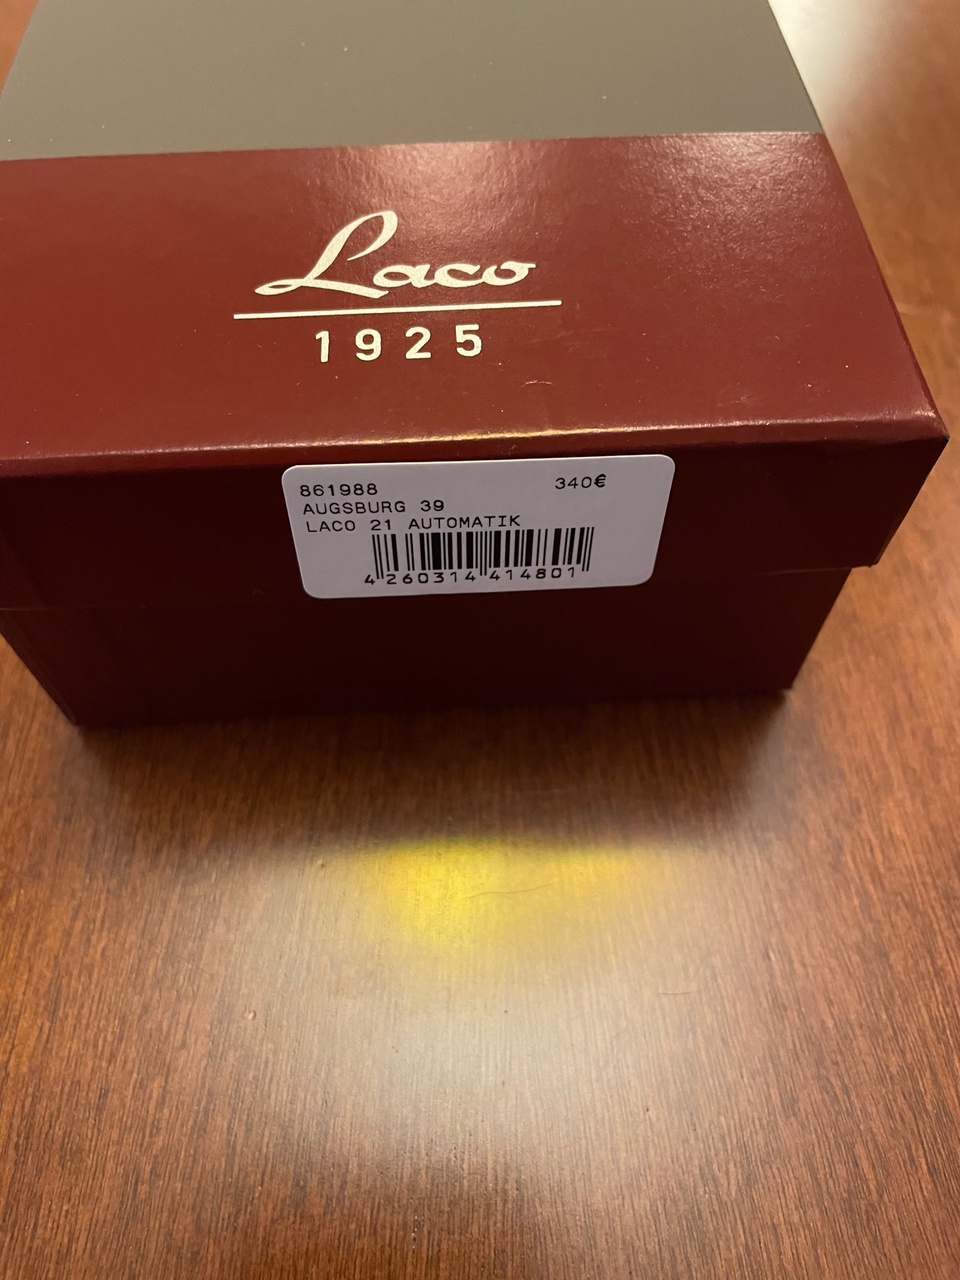 Laco
1925
861988 340€
AUGSBURG 39
LACO 21 AUTOMATIK
4 260314 414801